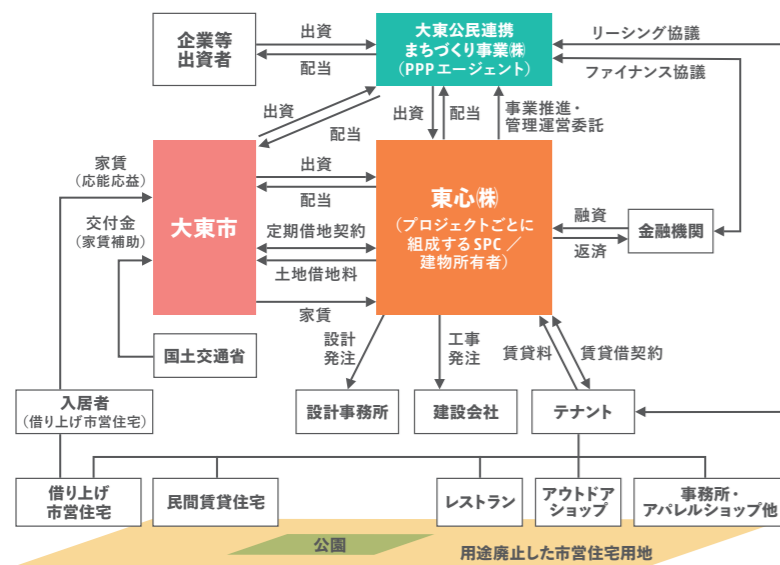 企業等
出資者
出資
配当
大東公民連携
まちづくり事業㈱
（PPPエージェント）
リーシング協議
ファイナンス協議
出資
配当
出資
配当
事業推進・
管理運営委託
家賃
（応能応益）
交付金
（家賃補助）
大東市
出資
配当
定期借地契約
土地借地料
家賃
東心㈱
（プロジェクトごとに
組成するSPC／
建物所有者）
融資
返済
金融機関
国土交通省
設計
発注
工事
発注
賃貸料
賃貸借契約
入居者
（借り上げ市営住宅）
設計事務所
建設会社
テナント
借り上げ
市営住宅
民間賃貸住宅
レストラン
アウトドア
ショップ
事務所・
アパレルショップ他
公園
用途廃止した市営住宅用地